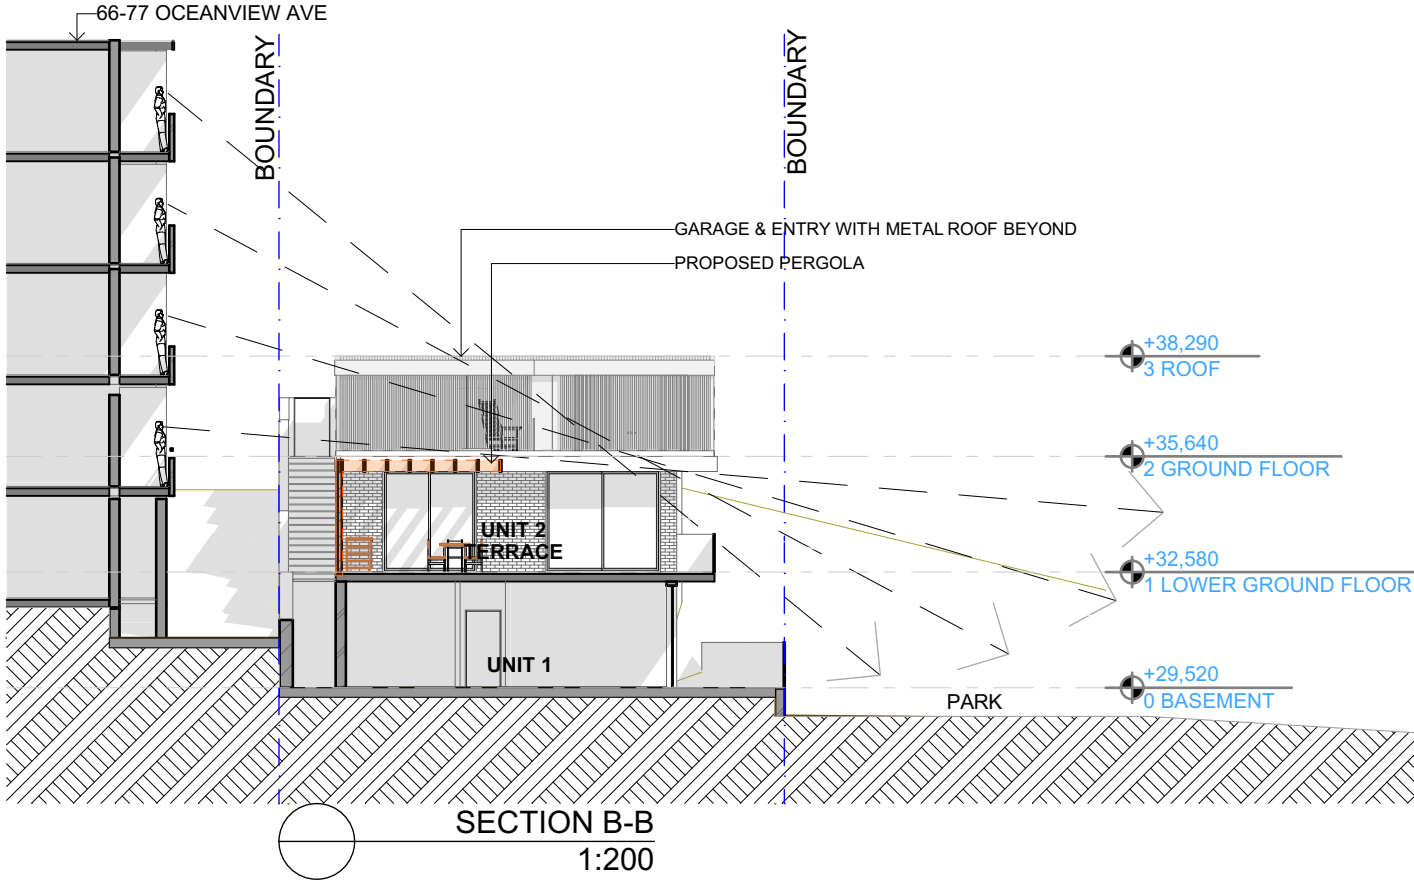 66-77 OCEANVIEW AVE
BOUNDARY
BOUNDARY
GARAGE & ENTRY WITH METAL ROOF BEYOND
PROPOSED PERGOLA
+38,290
3 ROOF
+35,640
2 GROUND FLOOR
UNIT 2
TERRACE
+32,580
1 LOWER GROUND FLOOR
UNIT 1
+29,520
0 BASEMENT
PARK
SECTION B-B
1:200